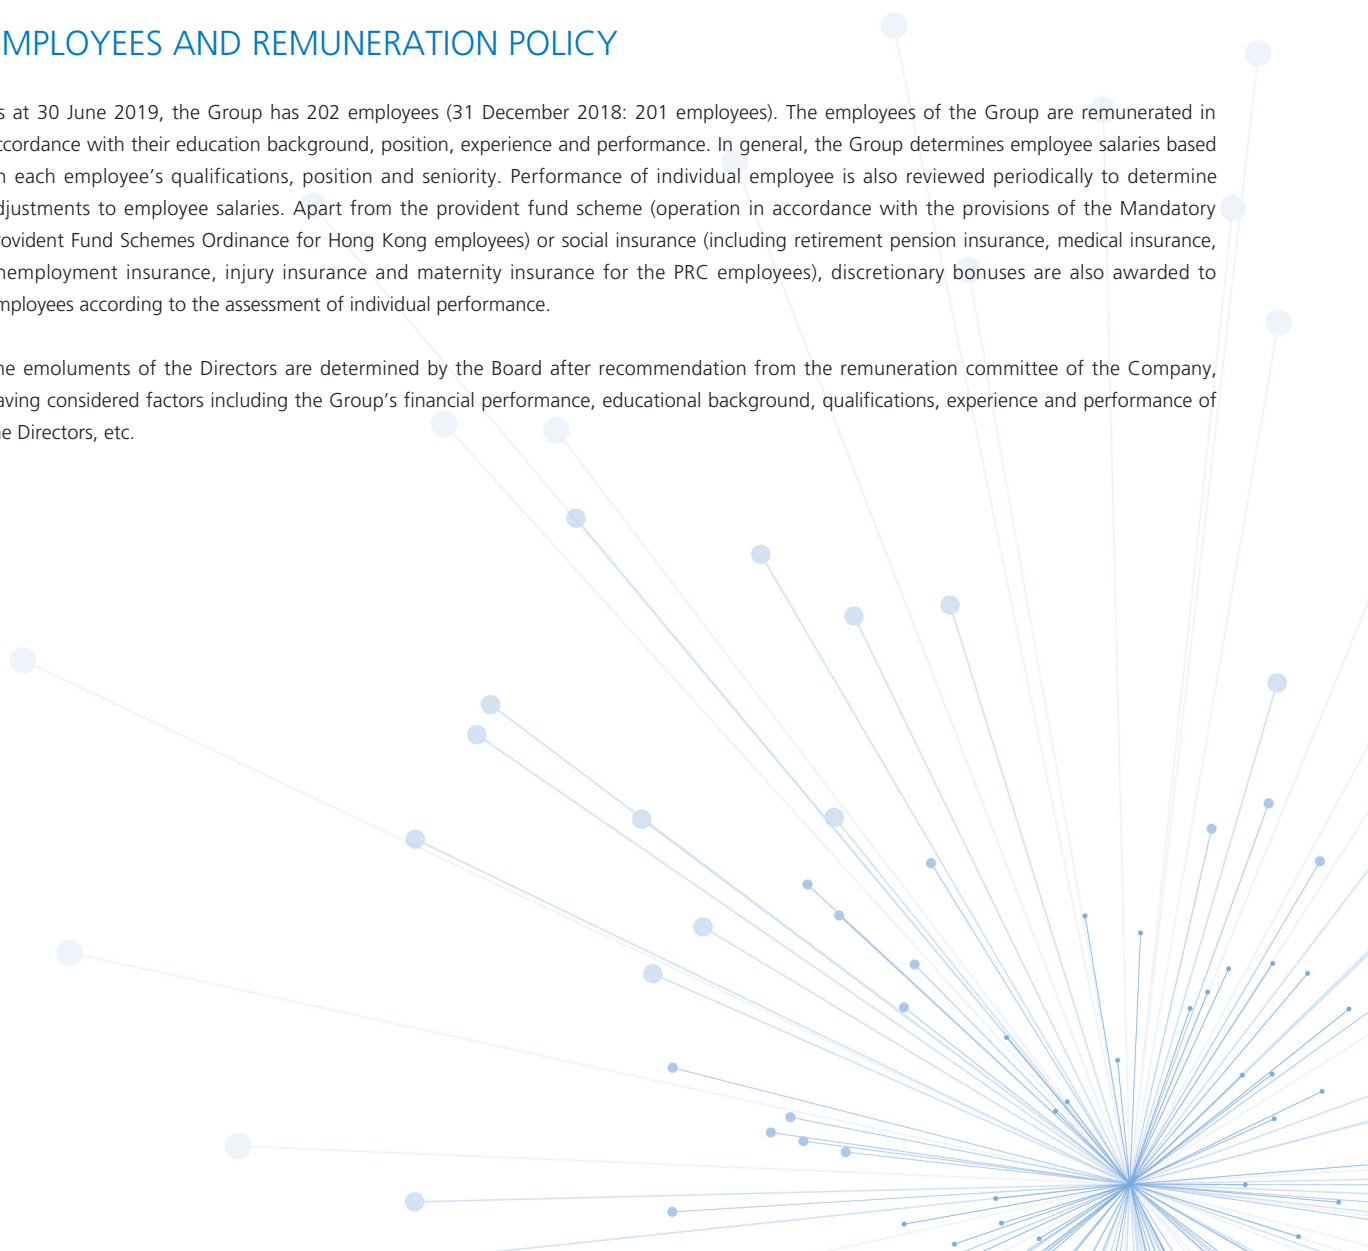 MPLOYEES AND REMUNERATION POLICY
s at 30 June 2019, the Group has 202 employees (31 December 2018: 201 employees). The employees of the Group are remunerated in
ccordance with their education background, position, experience and performance. In general, the Group determines employee salaries based
n each employee’s qualifications, position and seniority. Performance of individual employee is also reviewed periodically to determine
djustments to employee salaries. Apart from the provident fund scheme (operation in accordance with the provisions of the Mandatory
rovident Fund Schemes Ordinance for Hong Kong employees) or social insurance (including retirement pension insurance, medical insurance,
nemployment insurance, injury insurance and maternity insurance for the PRC employees), discretionary bonuses are also awarded to
mployees according to the assessment of individual performance.
he emoluments of the Directors are determined by the Board after recommendation from the remuneration committee of the Company,
aving considered factors including the Group’s financial performance, educational background, qualifications, experience and performance of
he Directors, etc.